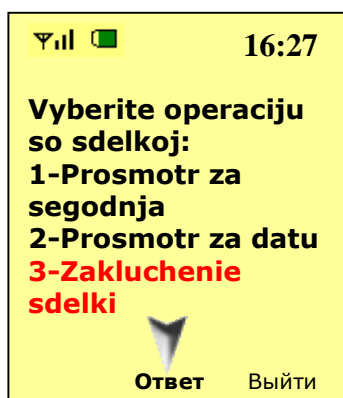 16:27
Vyberite operaciju
so sdelkoj:
1-Prosmotr za
segodnja
2-Prosmotr za datu
3-Zakluchenie
sdelki
Ответ Выйти